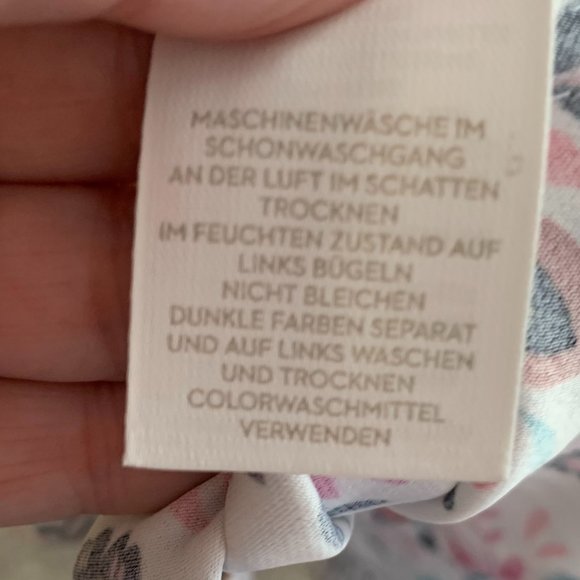 MASCHINENWÄSCHE IM
SCHONWASCHGANG
AN DER LUFT IM SCHATTEN
TROCKNEN
IM FEUCHTEN ZUSTAND AUF
LINKS BÜGELN
NICHT BLEICHEN
DUNKLE FARBEN SEPARAT
UND AUF LINKS WASCHEN
UND TROCKNEN
COLORWASCHMITTEL
VERWENDEN